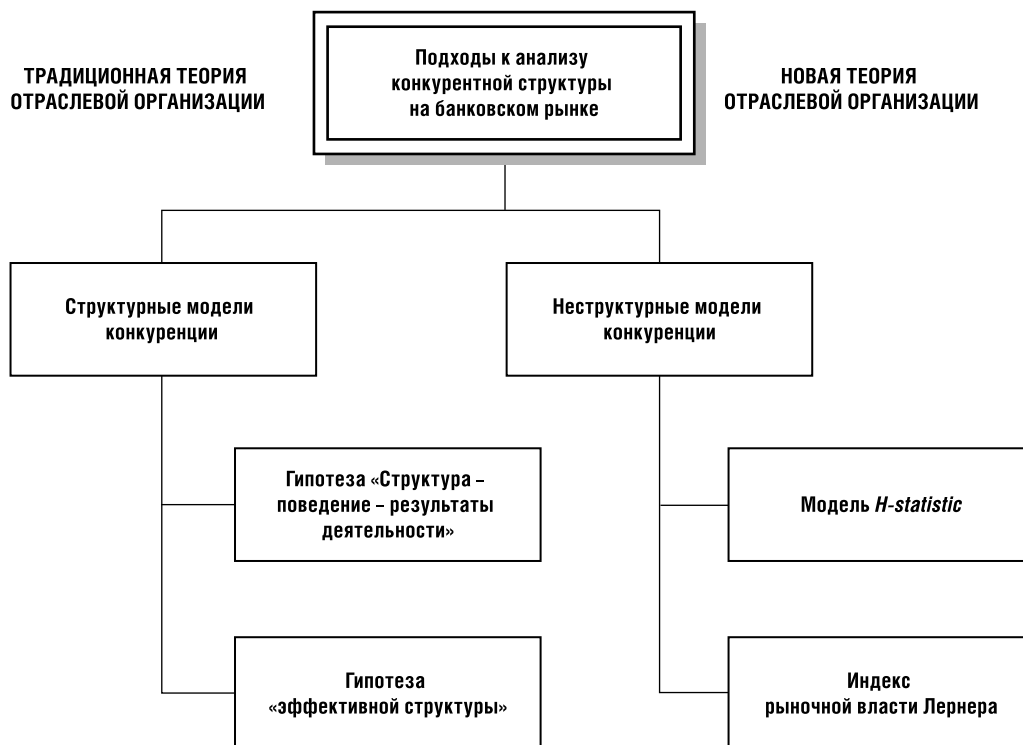 ТРАДИЦИОННАЯ ТЕОРИЯ
ОТРАСЛЕВОЙ ОРГАНИЗАЦИИ
Подходы к анализу
конкурентной структуры
на банковском рынке
НОВАЯ ТЕОРИЯ
ОТРАСЛЕВОЙ ОРГАНИЗАЦИИ
Структурные модели
конкуренции
Неструктурные модели
конкуренции
Гипотеза «Структура –
поведение – результаты
деятельности»
Модель H-statistic
Гипотеза
«эффективной структуры»
Индекс
рыночной власти Лернера